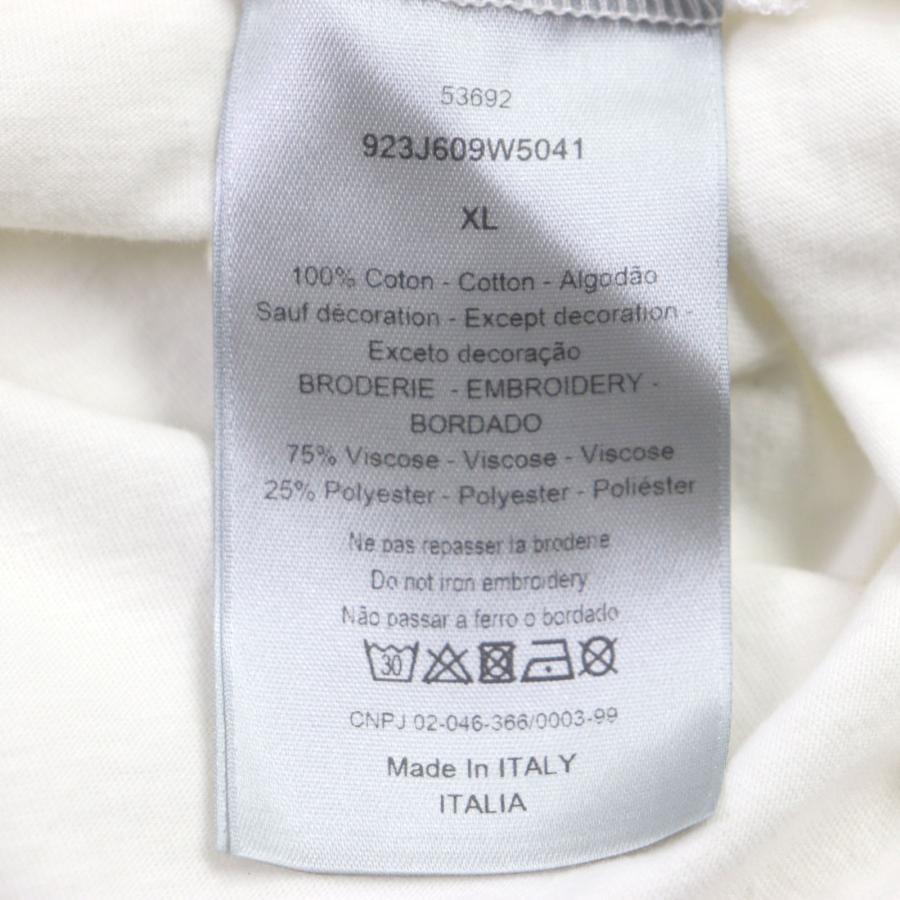 53692
923J609W5041
XL
100% Coton - Cotton - Algodão
Sauf décoration - Except decoration -
Exceto decoração
BRODERIE - EMBROIDERY -
BORDADO
75% Viscose - Viscose - Viscose
25% Polyester - Polyester - Poliéster
Ne pas repasser la broderie
Do not iron embroidery
Não passar a ferro o bordado
30
CNPJ 02-046-366/0003-99
Made In ITALY
ITALIA